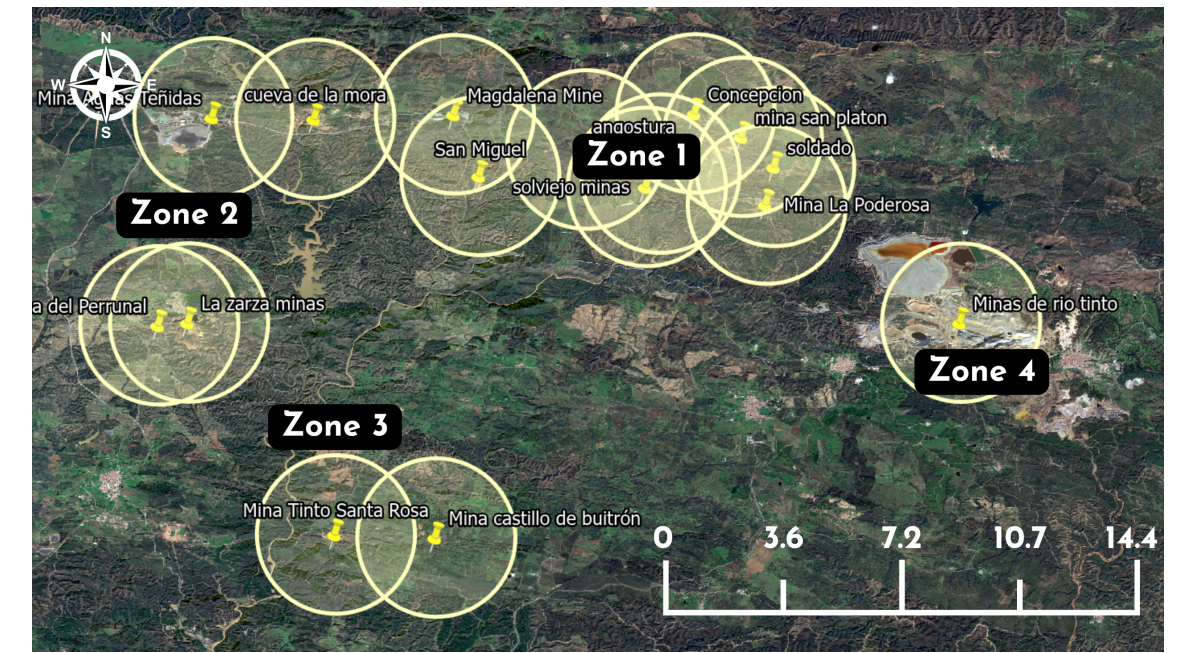 N
W
E
S
Mina Aguas Teñidas
cueva de la mora
Magdalena Mine
Concepcion
mina san platon
angostura
soldado
San Miguel
Zone 1
solviejo minas
Mina La Poderosa
Zone 2
a del Perrunal
La zarza minas
Minas de rio tinto
Zone 4
Zone 3
Mina Tinto Santa Rosa
Mina castillo de buitrón
0
3.6
7.2
10.7
14.4